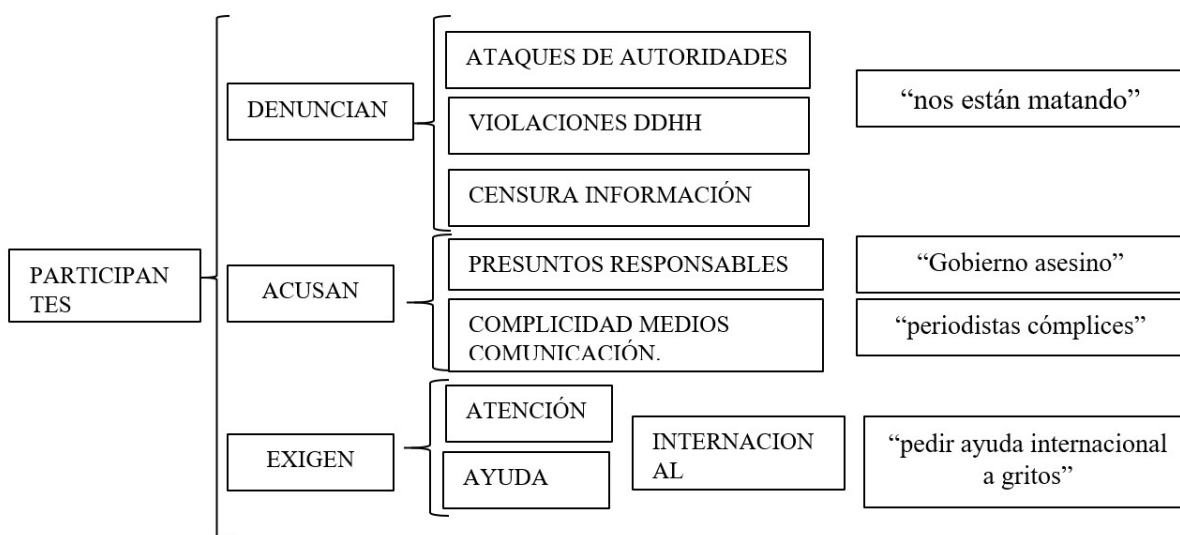 PARTICIPAN
TES
DENUNCIAN
ATAQUES DE AUTORIDADES
VIOLACIONES DDHH
CENSURA INFORMACIÓN
“nos están matando”
ACUSAN
PRESUNTOS RESPONSABLES
“Gobierno asesino”
COMPLICIDAD MEDIOS
COMUNICACIÓN.
“periodistas cómplices”
EXIGEN
ATENCIÓN
AYUDA
INTERNACION
AL
“pedir ayuda internacional
a gritos”